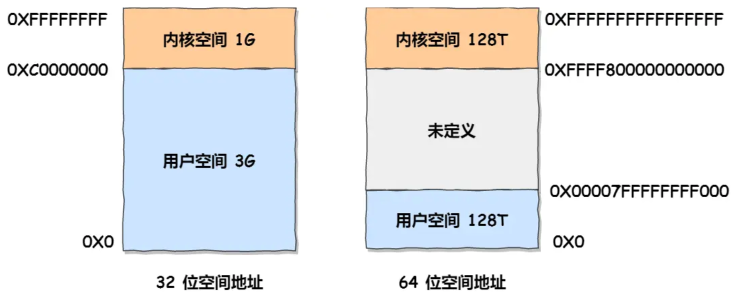 0XFFFFFFFF
内核空间 1G
0XC0000000
用户空间 3G
0X0
32 位空间地址
内核空间 128T
0XFFFFFFFFFFFFFFFF
0XFFFF800000000000
未定义
0X00007FFFFFFFF000
用户空间 128T
0X0
64 位空间地址